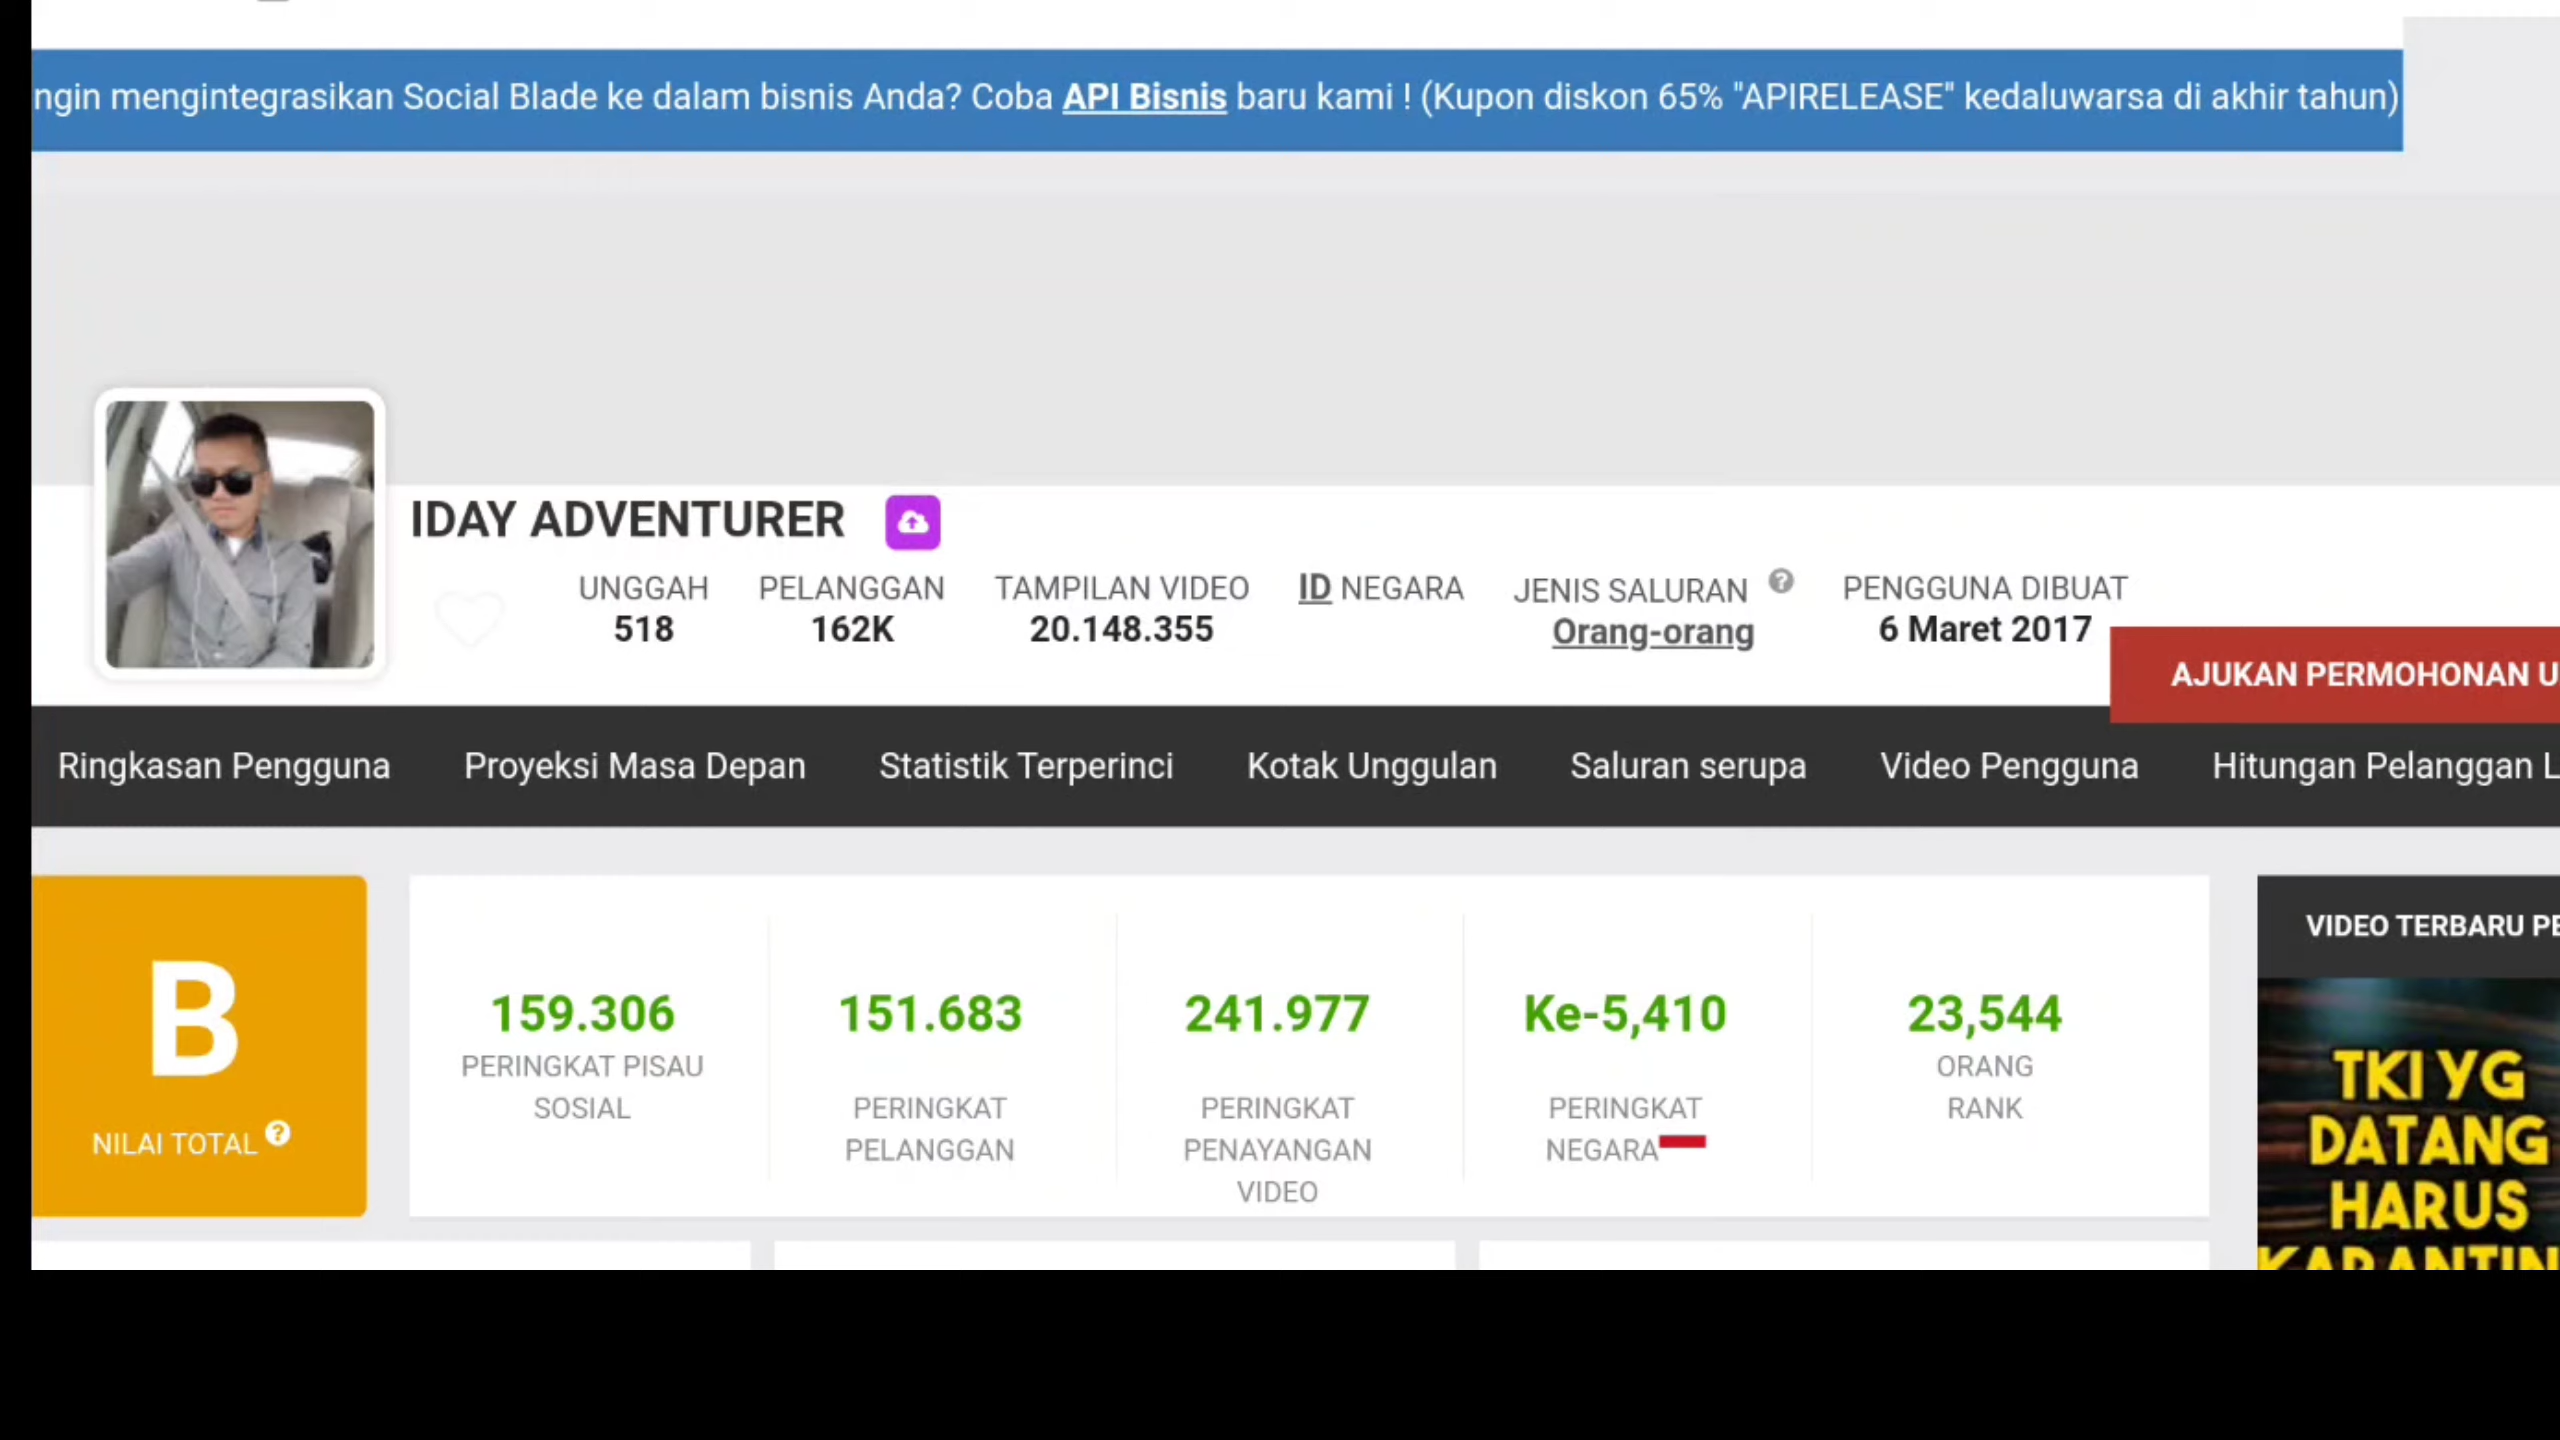 ngin mengintegrasikan Social Blade ke dalam bisnis Anda? Coba API Bisnis baru kami ! (Kupon diskon 65% "APIRELEASE" kedaluwarsa di akhir tahun)
IDAY ADVENTURER
UNGGAH PELANGGAN TAMPILAN VIDEO ID NEGARA JENIS SALURAN ? PENGGUNA DIBUAT
518 162K 20.148.355 Orang-orang 6 Maret 2017
AJUKAN PERMOHONAN U
Ringkasan Pengguna Proyeksi Masa Depan Statistik Terperinci Kotak Unggulan Saluran serupa Video Pengguna Hitungan Pelanggan L
B
NILAI TOTAL ?
159.306
PERINGKAT PISAU
SOSIAL
151.683
PERINGKAT
PELANGGAN
241.977
PERINGKAT
PENAYANGAN
VIDEO
Ke-5,410
PERINGKAT
NEGARA
23,544
ORANG
RANK
VIDEO TERBARU PE
TKI YG
DATANG
HARUS
KARANTIN